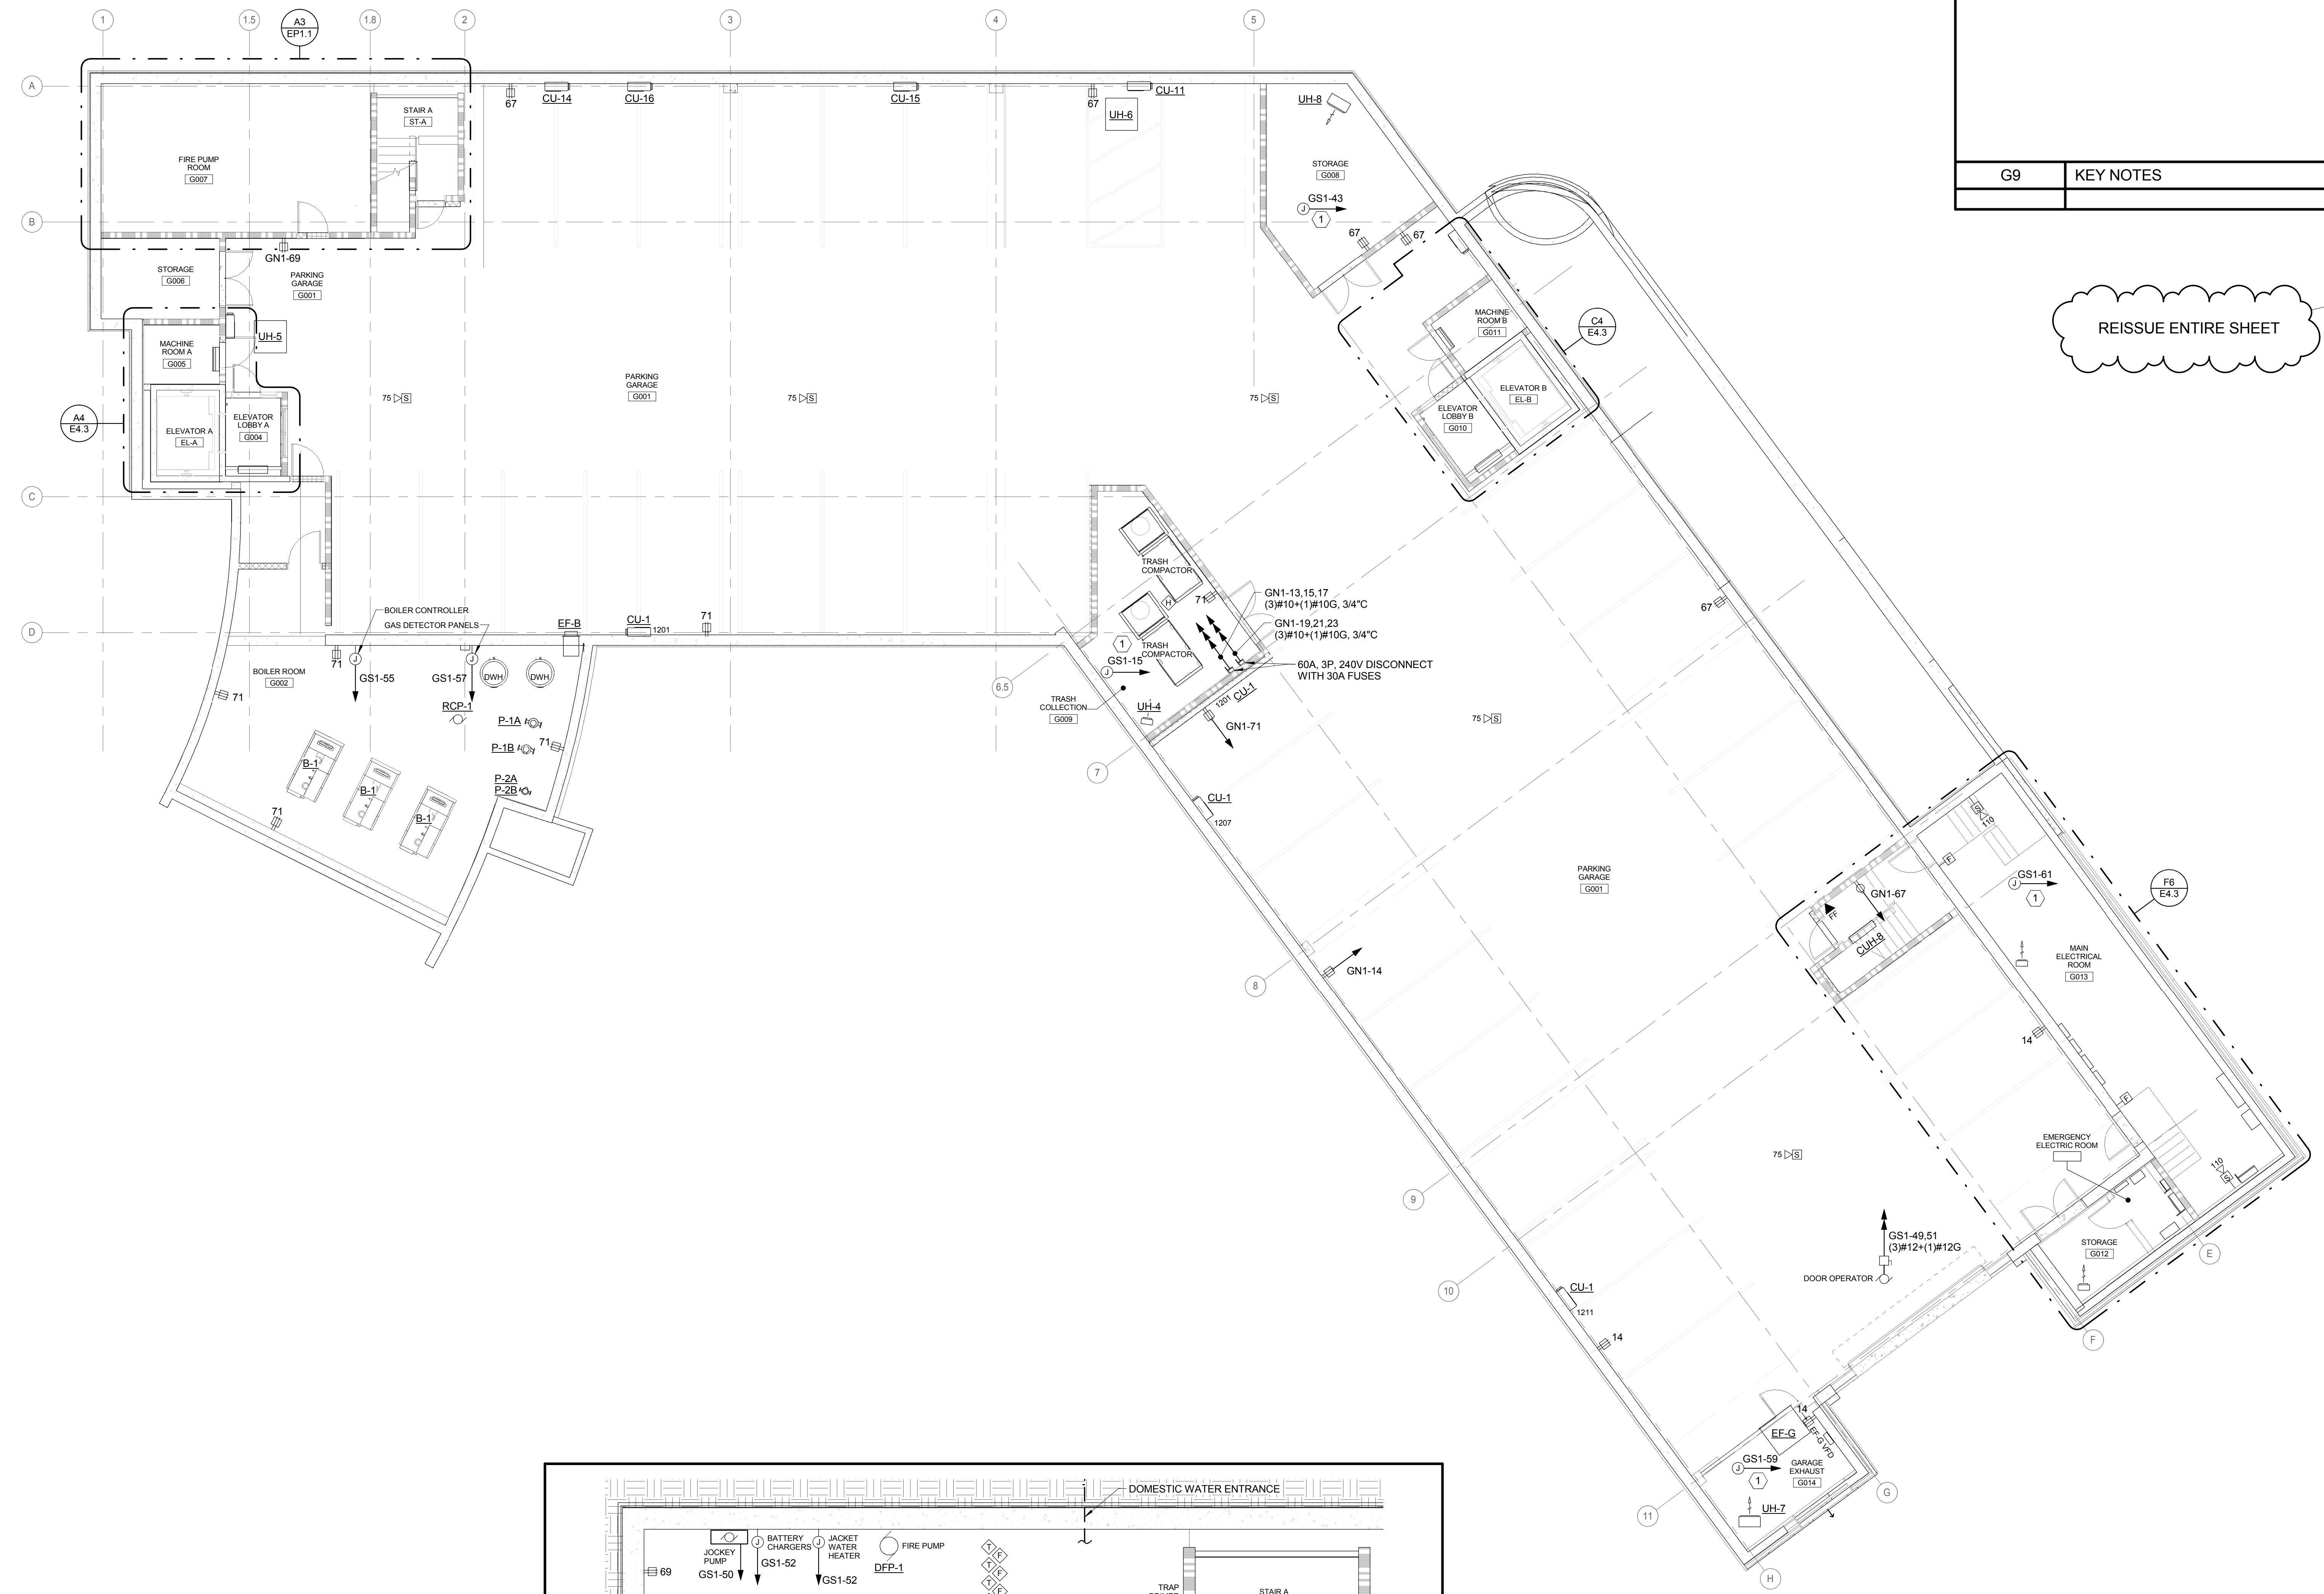 1
1.5
1.8
2
3
4
5
A3
EP1.1
A
B
C
D
67
CU-14
CU-16
CU-15
67
CU-11
UH-6
UH-8
STAIR A
ST-A
FIRE PUMP
ROOM
G007
STORAGE
G008
GS1-43
J
1
67
67
G9
KEY NOTES
REISSUE ENTIRE SHEET
GN1-69
STORAGE
G006
PARKING
GARAGE
G001
UH-5
MACHINE
ROOM A
G005
A4
E4.3
ELEVATOR A
EL-A
ELEVATOR
LOBBY A
G004
PARKING
GARAGE
G001
75 S
75 S
75 S
MACHINE
ROOM B
G011
C4
E4.3
ELEVATOR B
EL-B
ELEVATOR
LOBBY B
G010
TRASH
COMPACTOR
H
TRASH
COMPACTOR
71
GN1-13,15,17
(3)#10+(1)#10G, 3/4"C
GN1-19,21,23
(3)#10+(1)#10G, 3/4"C
60A, 3P, 240V DISCONNECT
WITH 30A FUSES
1
GS1-15
J
CU-1
1201
TRASH
COLLECTION
G009
UH-4
GN1-71
6.5
7
67
BOILER CONTROLLER
GAS DETECTOR PANELS
EF-B
CU-1
1201
71
71
J
GS1-55
J
GS1-57
DWH
DWH
BOILER ROOM
G002
71
RCP-1
P-1A
P-1B
71
P-2A
P-2B
B-1
B-1
B-1
71
CU-1
1207
75 S
PARKING
GARAGE
G001
S
110
F
GN1-67
FF
CUH-8
GS1-61
J
1
F6
E4.3
MAIN
ELECTRICAL
ROOM
G013
8
GN1-14
14
F
EMERGENCY
ELECTRIC ROOM
110
S
9
75 S
GS1-49,51
(3)#12+(1)#12G
DOOR OPERATOR
STORAGE
G012
E
F
10
CU-1
1211
14
14
EF-G
EF-G VFD
GS1-59
J
1
GARAGE
EXHAUST
G014
UH-7
G
11
H
DOMESTIC WATER ENTRANCE
69
JOCKEY
PUMP
GS1-50
J
BATTERY
CHARGERS
GS1-52
J
JACKET
WATER
HEATER
GS1-52
FIRE PUMP
DFP-1
T
F
T
F
T
F
TRAP
STAIR A